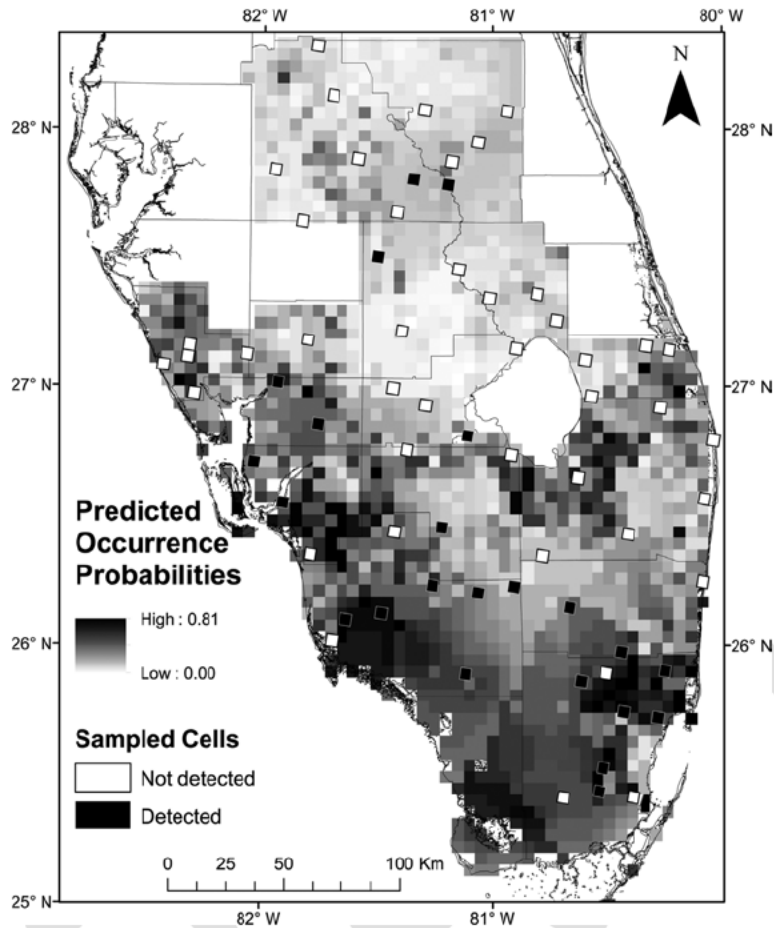 82° W
81° W
80° W
N
28° N
28° N
27° N
27° N
Predicted
Occurrence
Probabilities
High : 0.81
Low : 0.00
26° N
26° N
Sampled Cells
Not detected
Detected
0 25 50 100 Km
25° N
25° N
82° W
81° W